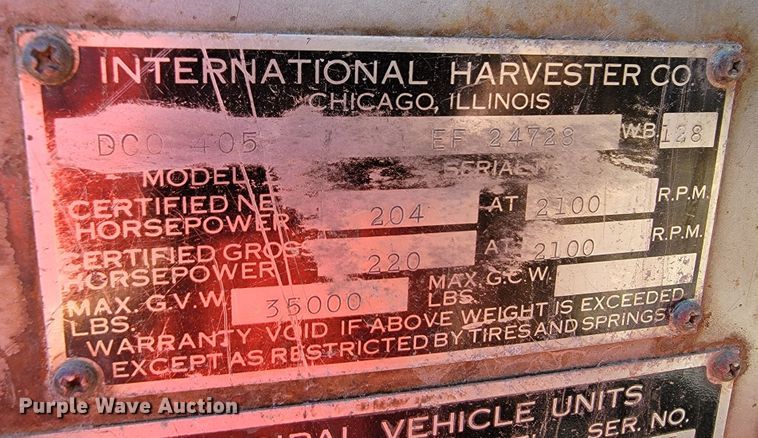 INTERNATIONAL HARVESTER CO
CHICAGO, ILLINOIS
DCO 405 EF 24728 WB. 128
MODEL SERIAL
CERTIFIED NE HORSEPOWER 204 AT 2100 R.P.M.
CERTIFIED GROSS HORSEPOWER 220 AT 2100 R.P.M.
MAX. G.V.W. LBS. 35000 MAX. G.C.W. LBS.
WARRANTY VOID IF ABOVE WEIGHT IS EXCEEDED
EXCEPT AS RESTRICTED BY TIRES AND SPRINGS
Purple Wave Auction
VEHICLE UNITS
SER. NO.